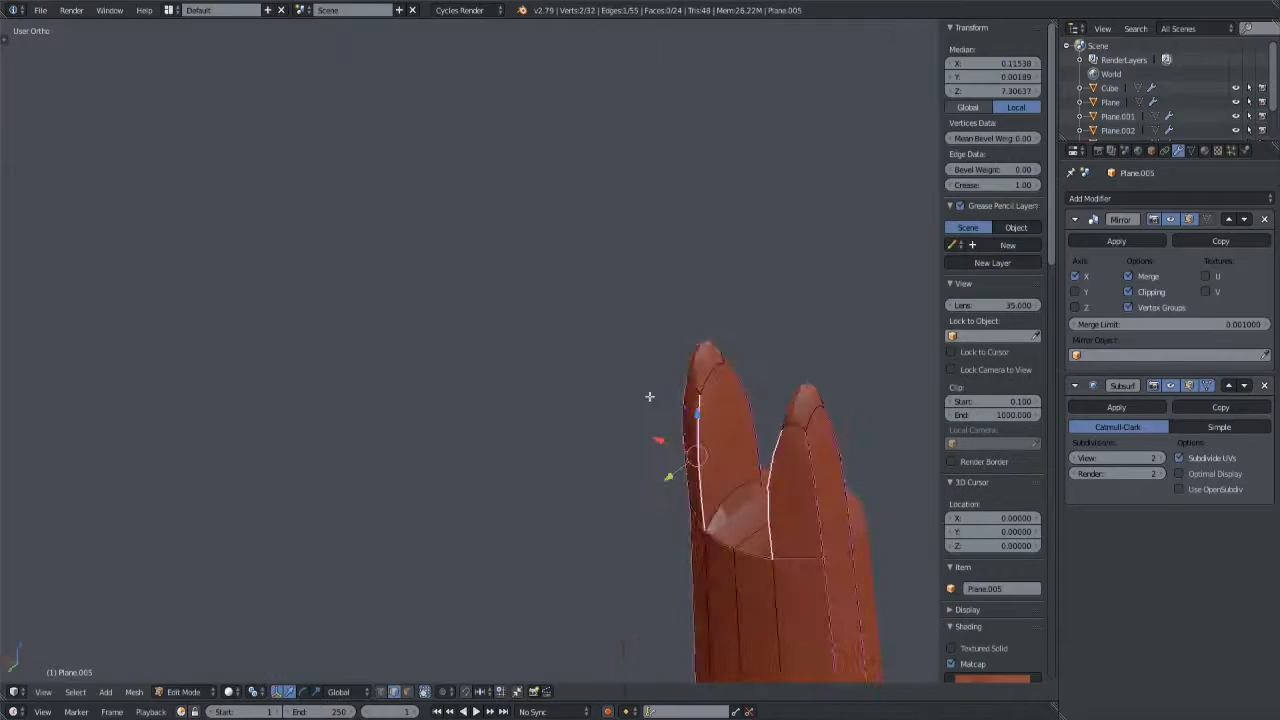 File Render Window Help Default Scene Cycles Render v2.79 | Verts:2/32 | Edges:1/55 | Faces:0/24 | Tris:48 | Mem:26.22M | Plane.005
User Ortho
(1) Plane.005
View Select Add Mesh Edit Mode Global
View Marker Frame Playback Start: 1 End: 250 1 No Sync
Transform
Median:
X: 0.11538
Y: 0.00189
Z: 7.30637
Global Local
Vertices Data:
Mean Bevel Weig: 0.00
Edge Data:
Bevel Weight: 0.00
Crease: 1.00
Grease Pencil Layers
Scene Object
New
New Layer
View
Lens: 35.000
Lock to Object:
Lock to Cursor
Lock Camera to View
Clip:
Start: 0.100
End: 1000.000
Local Camera:
Render Border
3D Cursor
Location:
X: 0.00000
Y: 0.00000
Z: 0.00000
Item
Plane.005
Display
Shading
Textured Solid
Matcap
View Search All Scenes
Scene
RenderLayers
World
Cube
Plane
Plane.001
Plane.002
Plane.005
Add Modifier
Mirror
Apply Copy
Axis: Options: Textures:
X Merge U
Y Clipping V
Z Vertex Groups
Merge Limit: 0.001000
Mirror Object:
Subsurf
Apply Copy
Catmull-Clark Simple
Subdivisions: Options:
View: 2 Subdivide UVs
Render: 2 Optimal Display
Use OpenSubdiv